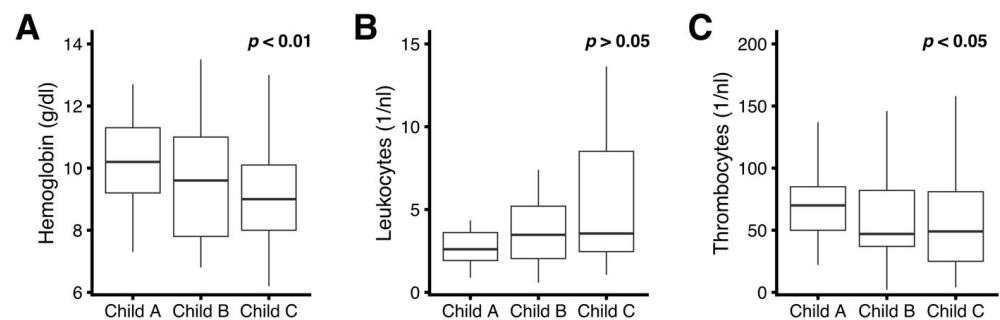 A
p < 0.01
Hemoglobin (g/dl)
14
12
10
8
6
Child A Child B Child C
B
p > 0.05
Leukocytes (1/nl)
15
10
5
0
Child A Child B Child C
C
p < 0.05
Thrombocytes (1/nl)
200
150
100
50
0
Child A Child B Child C